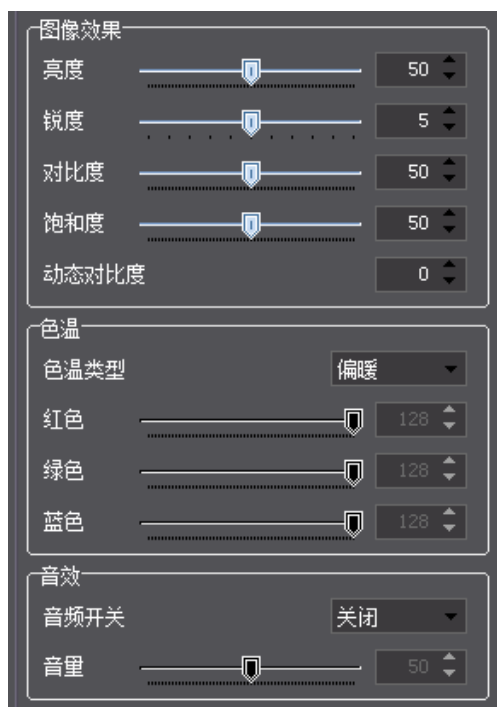 图像效果
亮度 50
锐度 5
对比度 50
饱和度 50
动态对比度 0
色温
色温类型 偏暖
红色 128
绿色 128
蓝色 128
音效
音频开关 关闭
音量 50